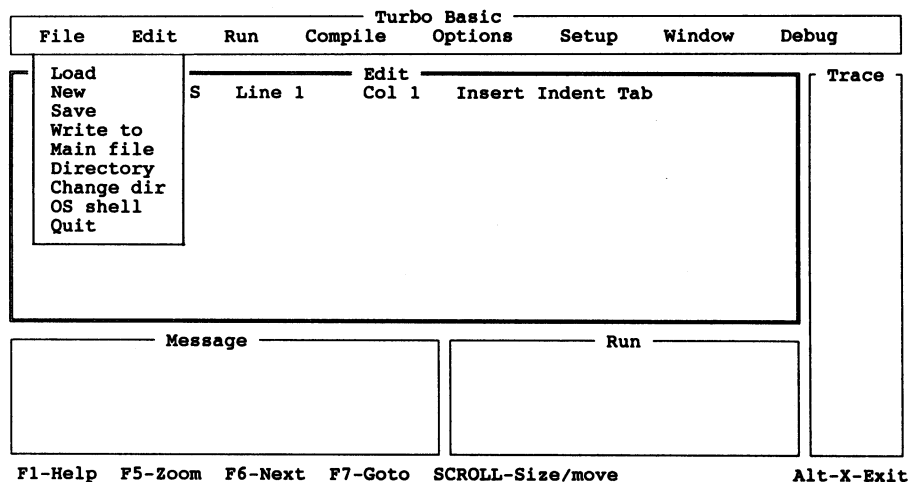 Turbo Basic
File Edit Run Compile Options Setup Window Debug
Load
New
Save
Write to
Main file
Directory
Change dir
OS shell
Quit
Edit
S Line 1 Col 1 Insert Indent Tab
Trace
Message
Run
F1-Help F5-Zoom F6-Next F7-Goto SCROLL-Size/move Alt-X-Exit